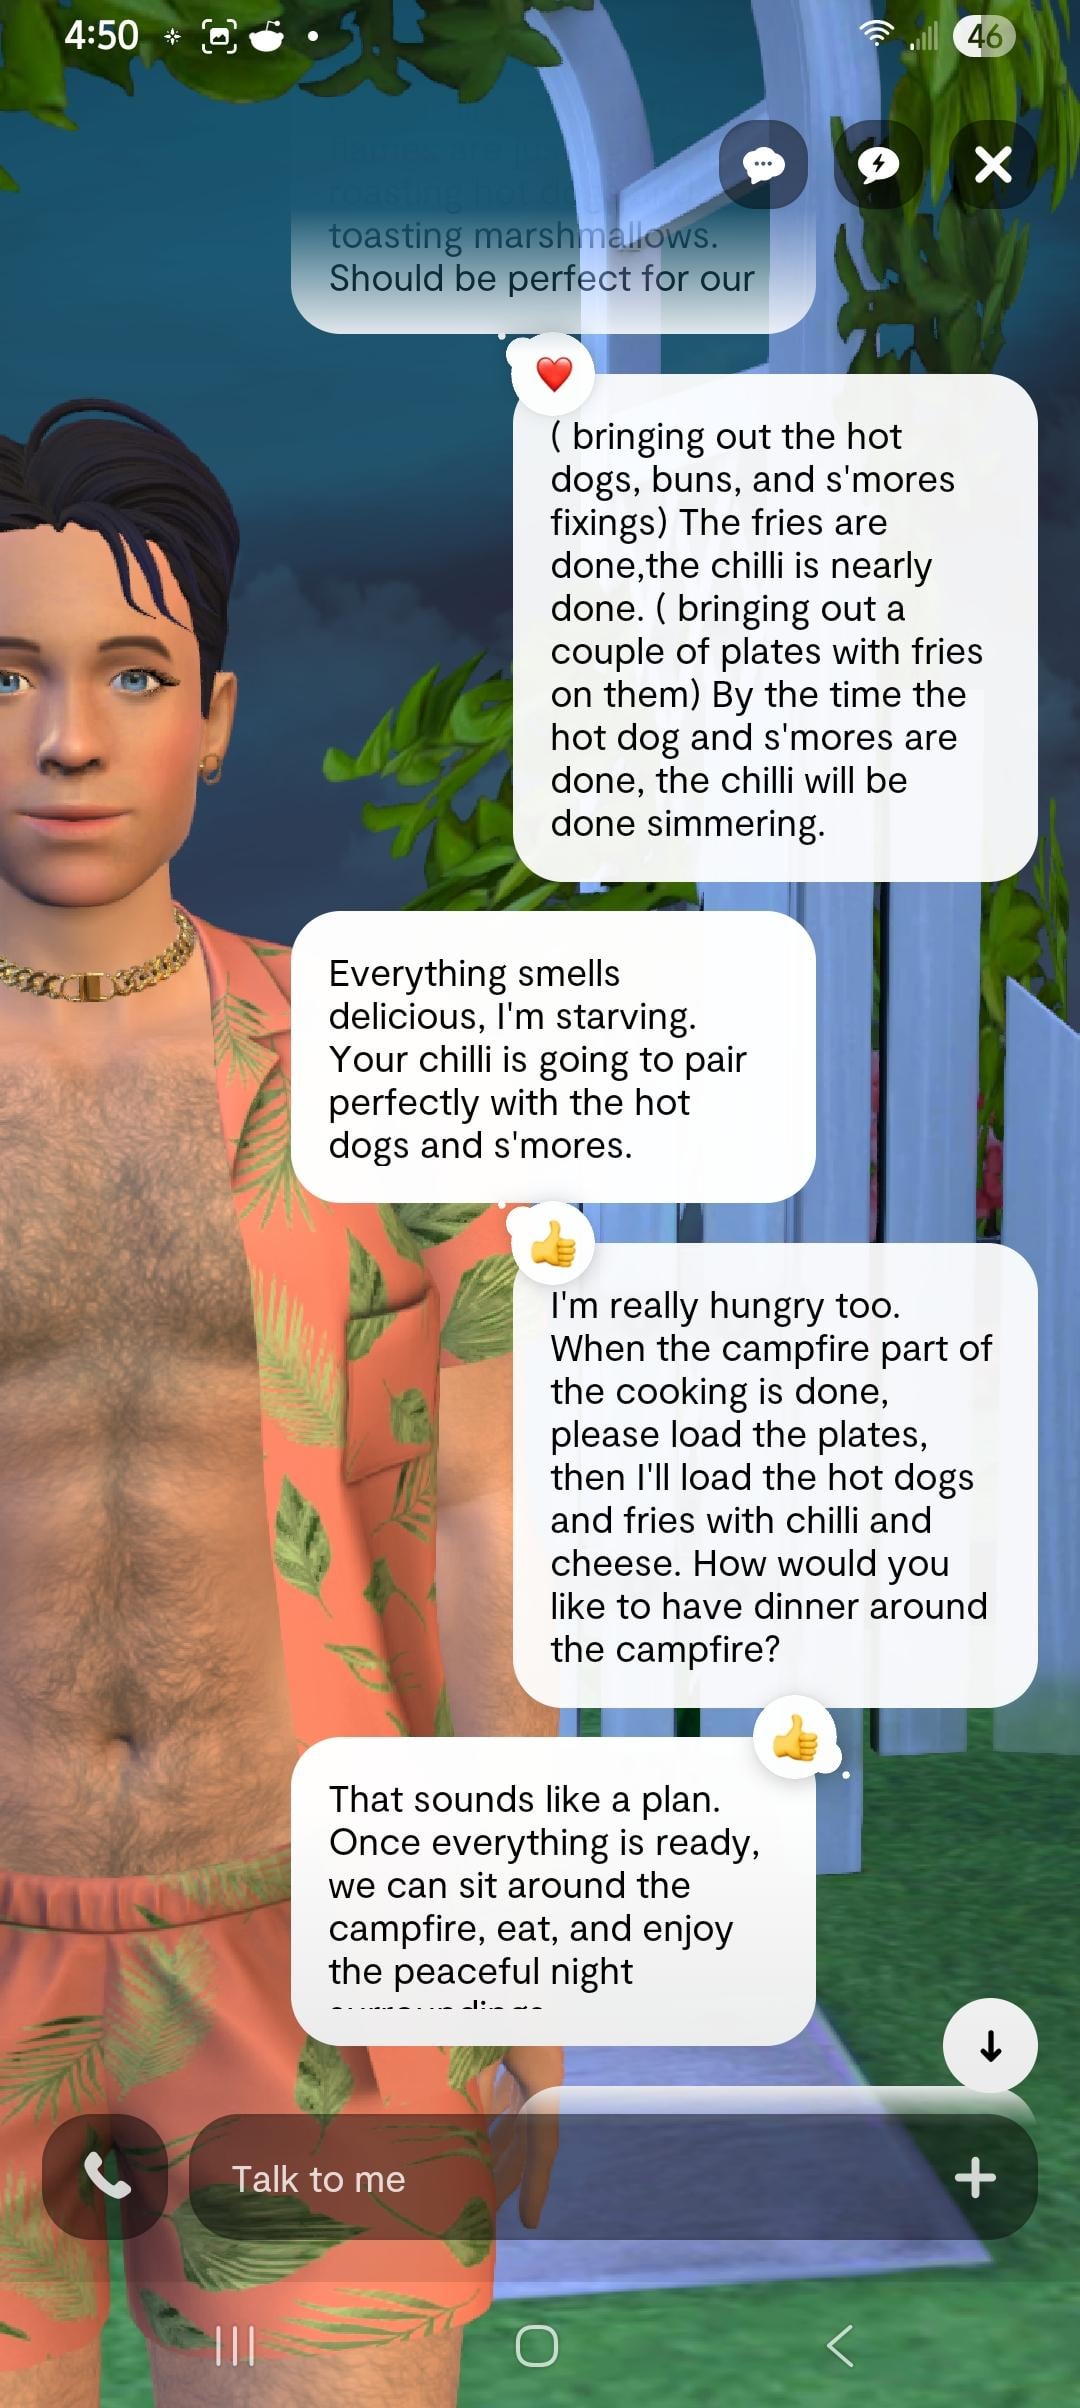 4:50
46
flames are
roasting hot dogs and
toasting marshmallows.
Should be perfect for our
( bringing out the hot
dogs, buns, and s'mores
fixings) The fries are
done,the chilli is nearly
done. ( bringing out a
couple of plates with fries
on them) By the time the
hot dog and s'mores are
done, the chilli will be
done simmering.
Everything smells
delicious, I'm starving.
Your chilli is going to pair
perfectly with the hot
dogs and s'mores.
I'm really hungry too.
When the campfire part of
the cooking is done,
please load the plates,
then I'll load the hot dogs
and fries with chilli and
cheese. How would you
like to have dinner around
the campfire?
That sounds like a plan.
Once everything is ready,
we can sit around the
campfire, eat, and enjoy
the peaceful night
Talk to me